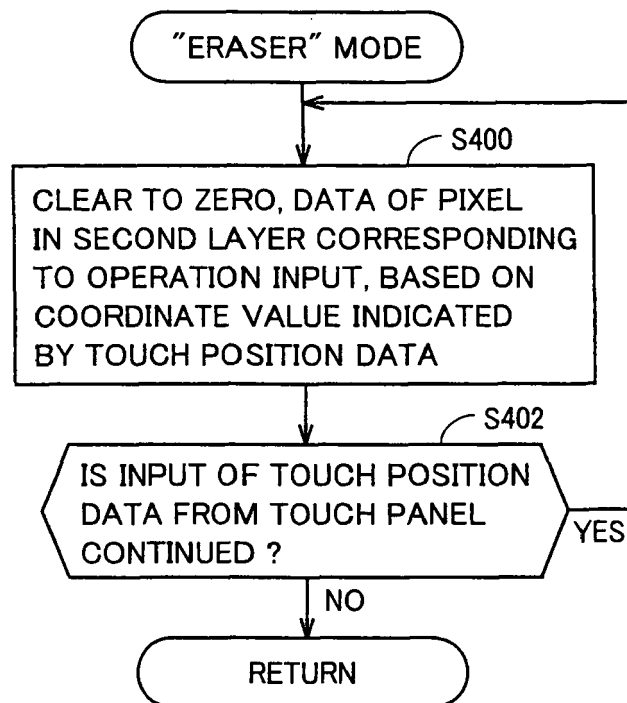 "ERASER" MODE
S400
CLEAR TO ZERO, DATA OF PIXEL
IN SECOND LAYER CORRESPONDING
TO OPERATION INPUT, BASED ON
COORDINATE VALUE INDICATED
BY TOUCH POSITION DATA
S402
IS INPUT OF TOUCH POSITION
DATA FROM TOUCH PANEL
CONTINUED ?
YES
NO
RETURN